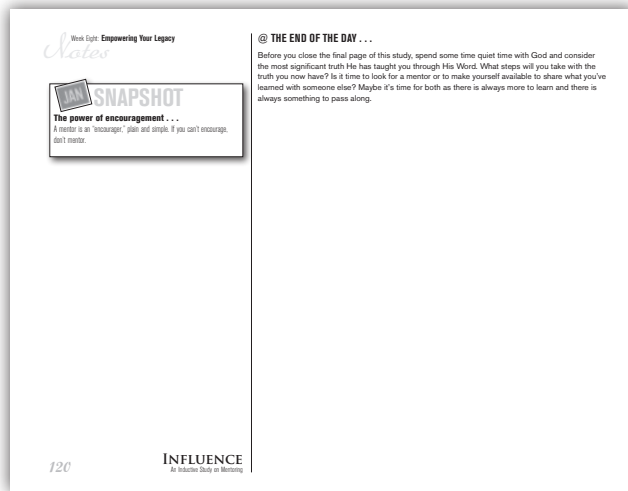 Week Eight: Empowering Your Legacy
Notes
JAN SNAPSHOT
The power of encouragement . . .
A mentor is an "encourager," plain and simple. If you can't encourage,
don't mentor.
@ THE END OF THE DAY . . .
Before you close the final page of this study, spend some time quiet time with God and consider
the most significant truth He has taught you through His Word. What steps will you take with the
truth you now have? Is it time to look for a mentor or to make yourself available to share what you've
learned with someone else? Maybe it's time for both as there is always more to learn and there is
always something to pass along.
120
INFLUENCE
An Inductive Study on Mentoring